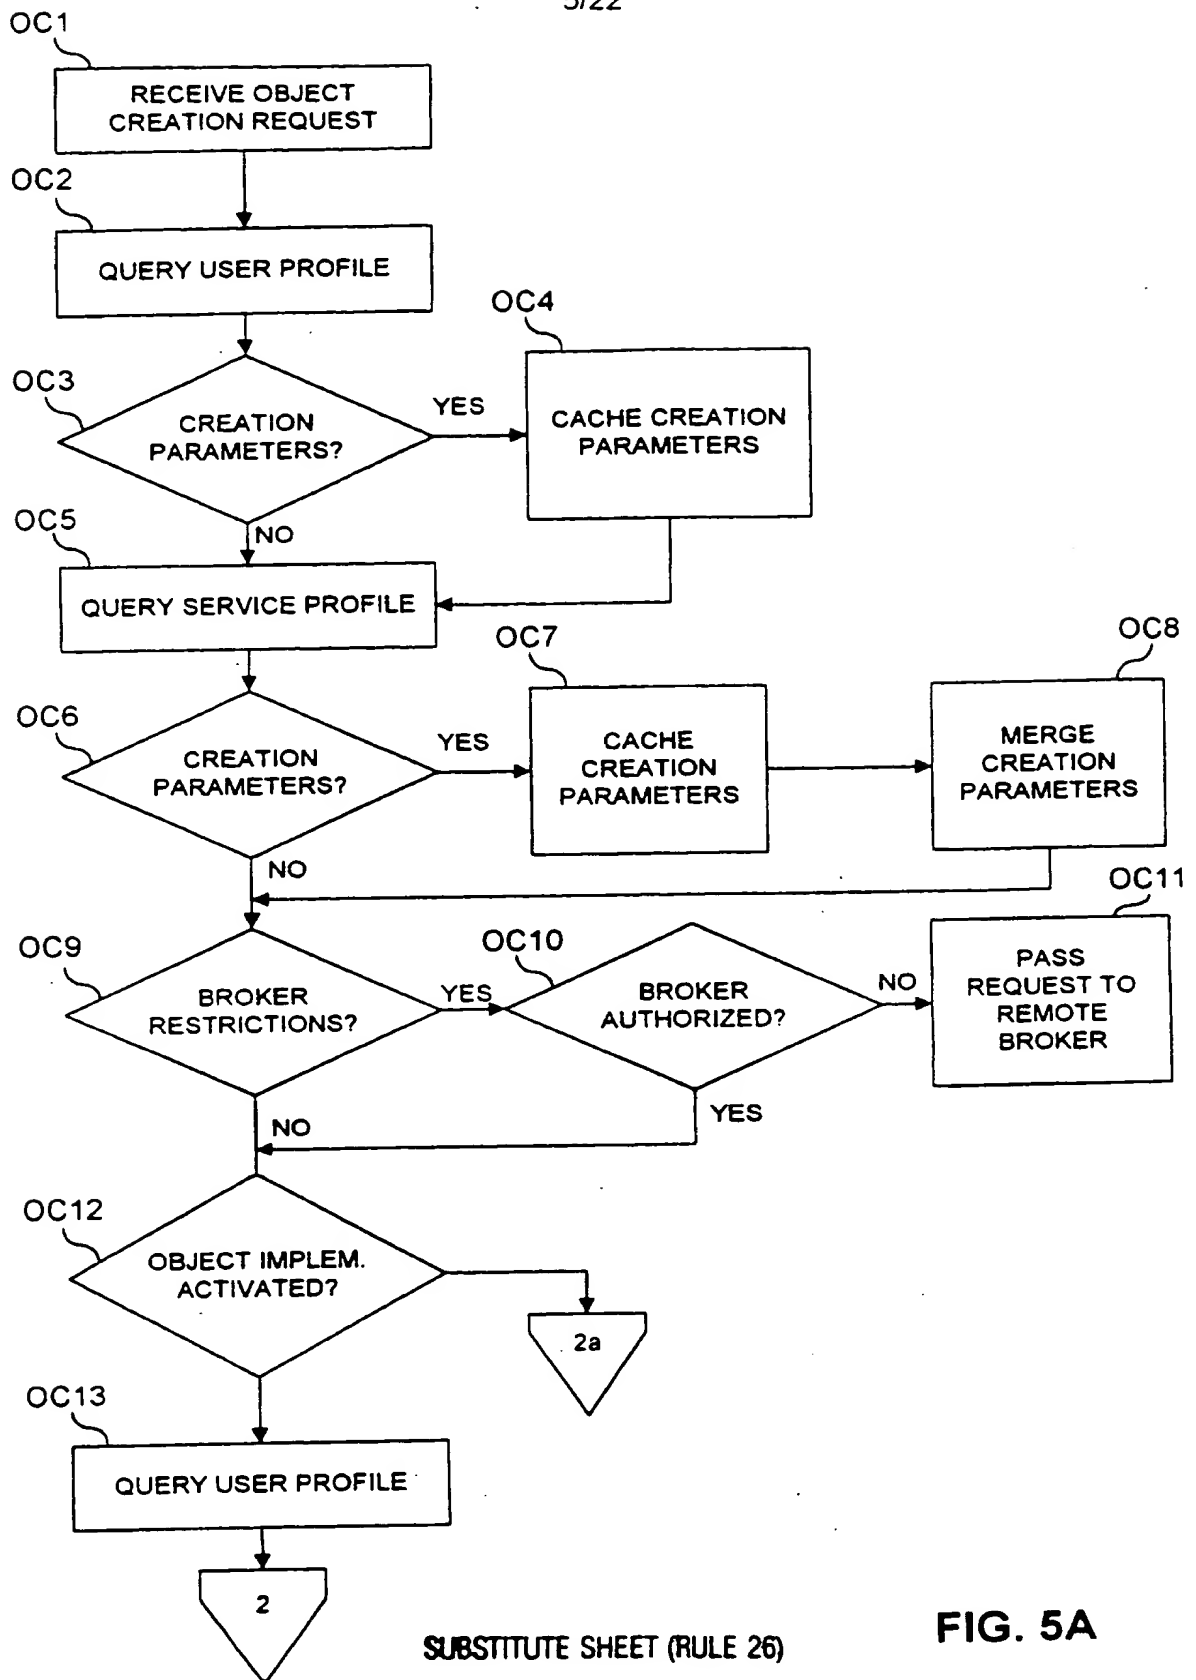 5/22
OC1
RECEIVE OBJECT
CREATION REQUEST
OC2
QUERY USER PROFILE
OC3
CREATION
PARAMETERS?
YES
OC4
CACHE CREATION
PARAMETERS
NO
OC5
QUERY SERVICE PROFILE
OC6
CREATION
PARAMETERS?
YES
OC7
CACHE
CREATION
PARAMETERS
OC8
MERGE
CREATION
PARAMETERS
NO
OC9
BROKER
RESTRICTIONS?
YES
OC10
BROKER
AUTHORIZED?
NO
OC11
PASS
REQUEST TO
REMOTE
BROKER
NO
YES
OC12
OBJECT IMPLEM.
ACTIVATED?
2a
OC13
QUERY USER PROFILE
2
SUBSTITUTE SHEET (RULE 26)
FIG. 5A